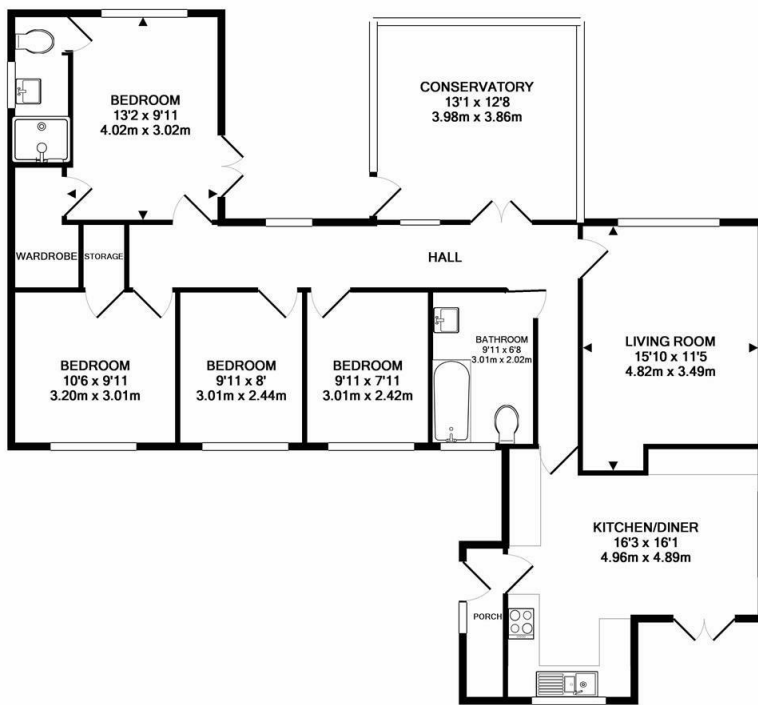 BEDROOM
13'2 x 9'11
4.02m x 3.02m
CONSERVATORY
13'1 x 12'8
3.98m x 3.86m
WARDROBE
STORAGE
HALL
BEDROOM
10'6 x 9'11
3.20m x 3.01m
BEDROOM
9'11 x 8'
3.01m x 2.44m
BEDROOM
9'11 x 7'11
3.01m x 2.42m
BATHROOM
9'11 x 6'8
3.01m x 2.02m
LIVING ROOM
15'10 x 11'5
4.82m x 3.49m
KITCHEN/DINER
16'3 x 16'1
4.96m x 4.89m
PORCH